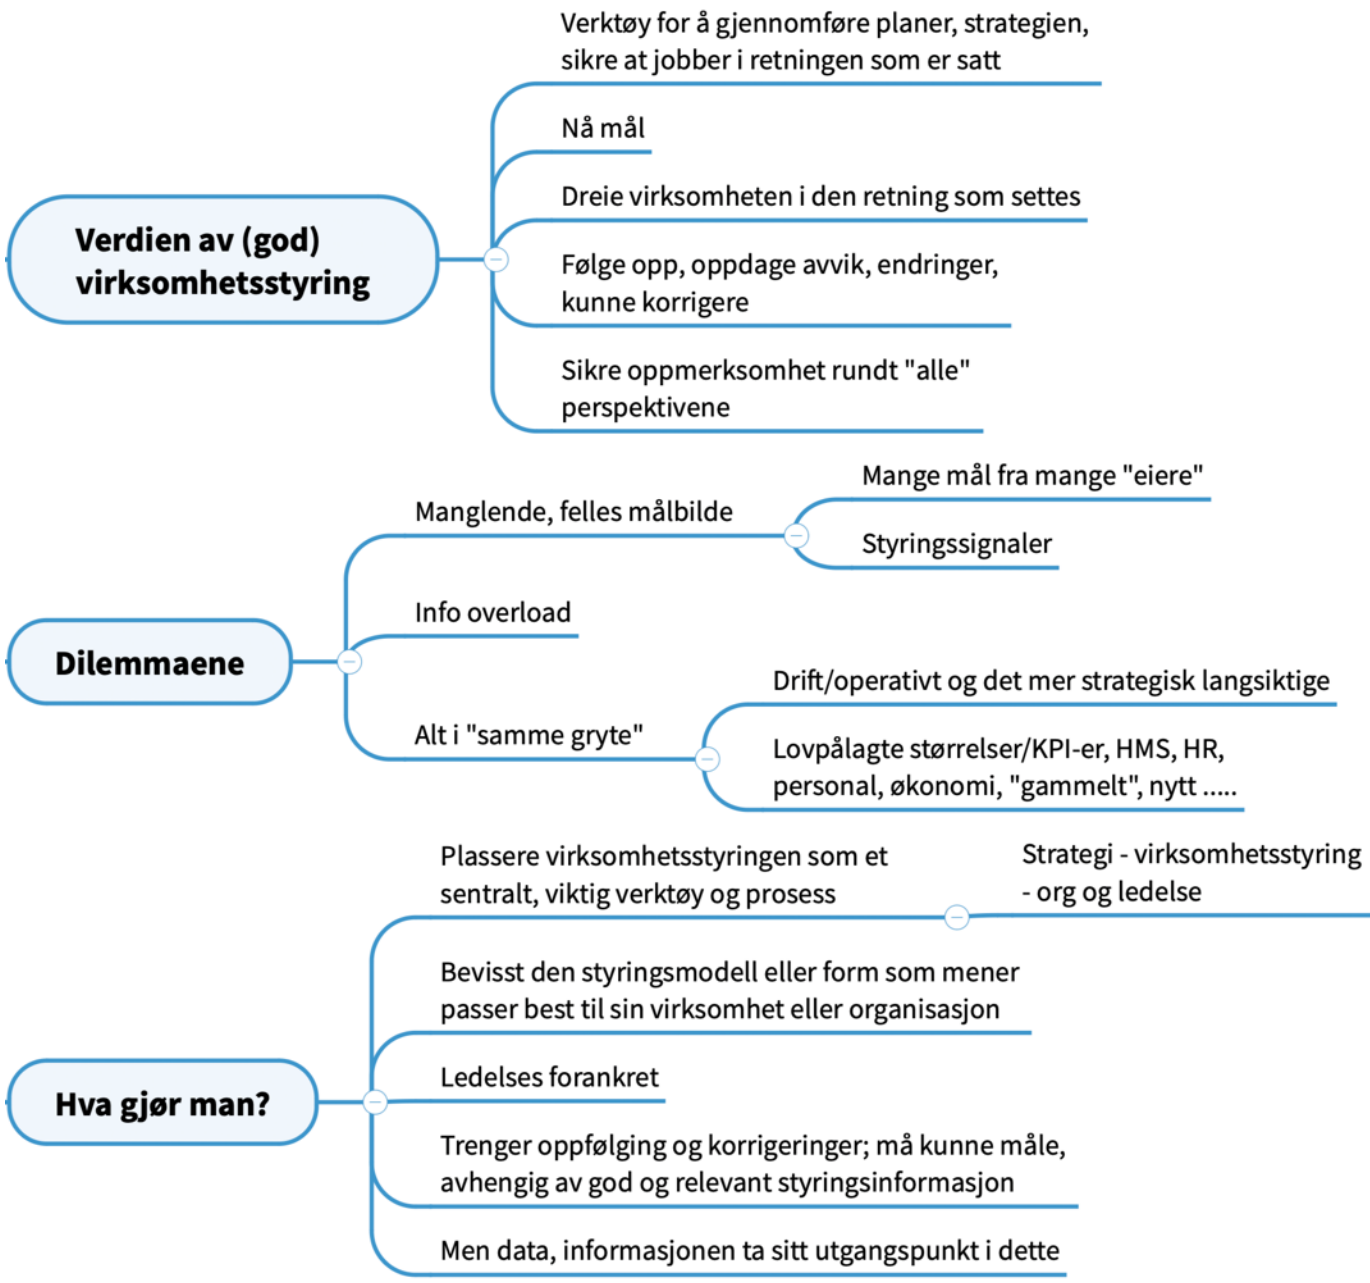 Verdien av (god)
virksomhetsstyring
Verktøy for å gjennomføre planer, strategien,
sikre at jobber i retningen som er satt
Nå mål
Dreie virksomheten i den retning som settes
Følge opp, oppdage avvik, endringer,
kunne korrigere
Sikre oppmerksomhet rundt "alle"
perspektivene
Dilemmaene
Manglende, felles målbilde
Mange mål fra mange "eiere"
Styringssignaler
Info overload
Alt i "samme gryte"
Drift/operativt og det mer strategisk langsiktige
Lovpålagte størrelser/KPI-er, HMS, HR,
personal, økonomi, "gammelt", nytt .....
Hva gjør man?
Plassere virksomhetsstyringen som et
sentralt, viktig verktøy og prosess
Strategi - virksomhetsstyring
- org og ledelse
Bevisst den styringsmodell eller form som mener
passer best til sin virksomhet eller organisasjon
Ledelses forankret
Trenger oppfølging og korrigeringer; må kunne måle,
avhengig av god og relevant styringsinformasjon
Men data, informasjonen ta sitt utgangspunkt i dette